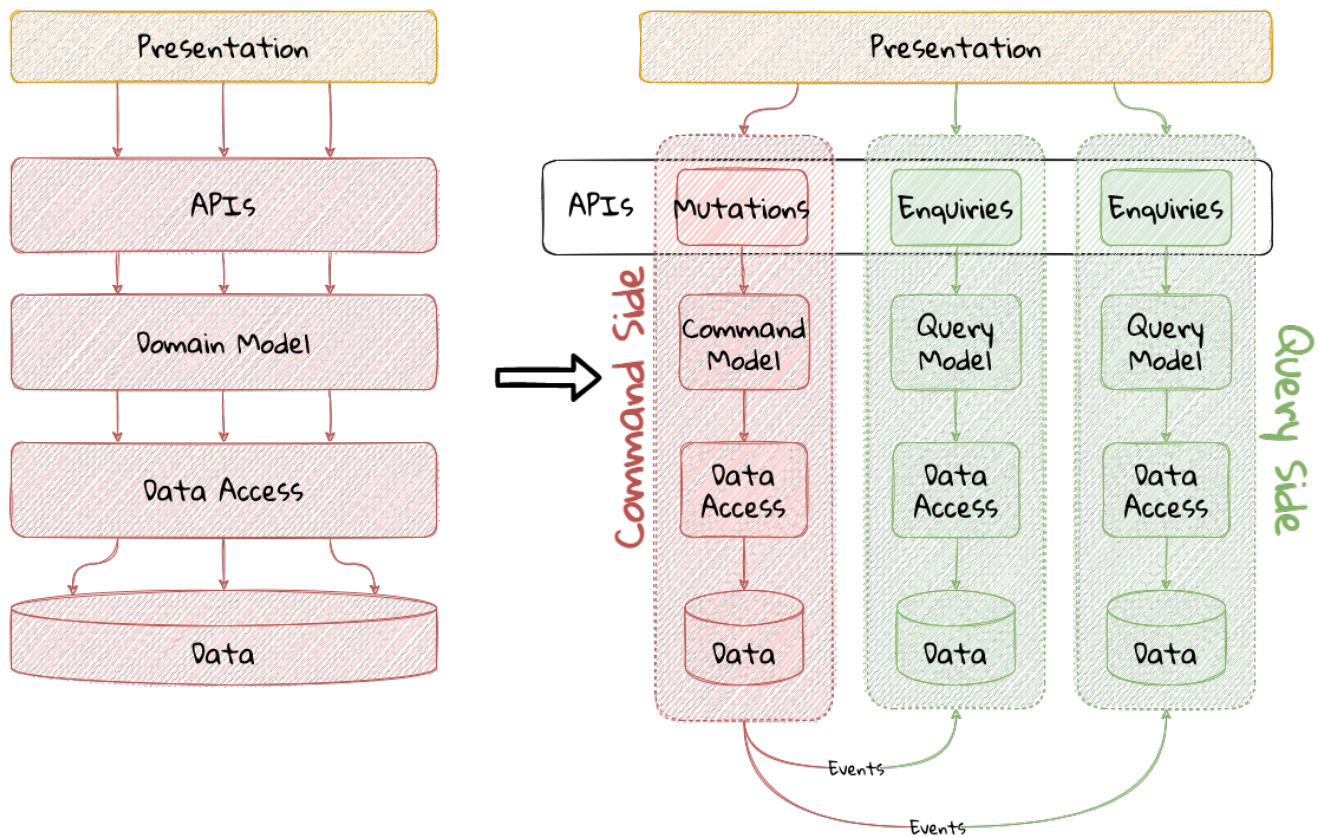 Presentation
APIs
Domain Model
Data Access
Data
Presentation
APIs
Mutations
Enquiries
Enquiries
Command Side
Command
Model
Query
Model
Query
Model
Query Side
Data
Access
Data
Access
Data
Access
Data
Data
Data
Events
Events